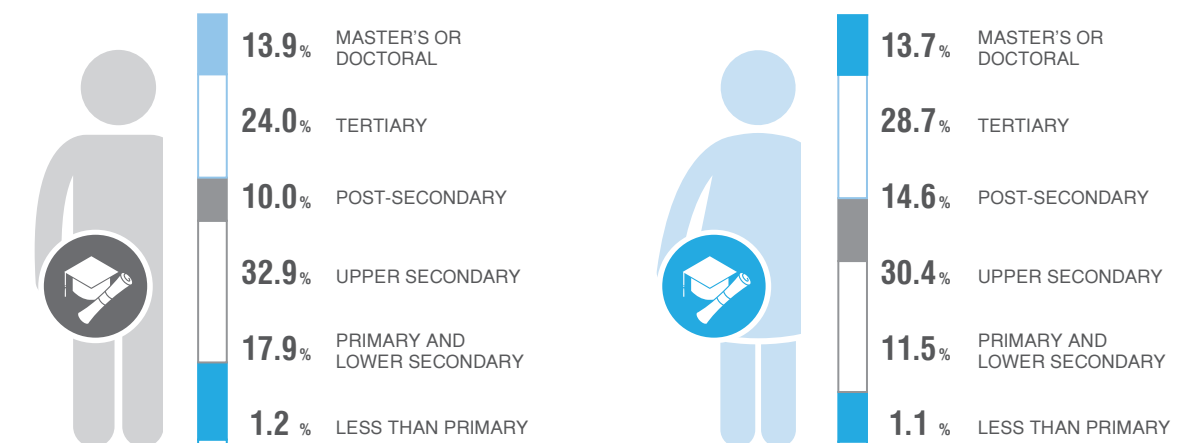 13.9% MASTER'S OR
DOCTORAL
24.0% TERTIARY
10.0% POST-SECONDARY
32.9% UPPER SECONDARY
17.9% PRIMARY AND
LOWER SECONDARY
1.2 % LESS THAN PRIMARY
13.7% MASTER'S OR
DOCTORAL
28.7% TERTIARY
14.6% POST-SECONDARY
30.4% UPPER SECONDARY
11.5% PRIMARY AND
LOWER SECONDARY
1.1 % LESS THAN PRIMARY